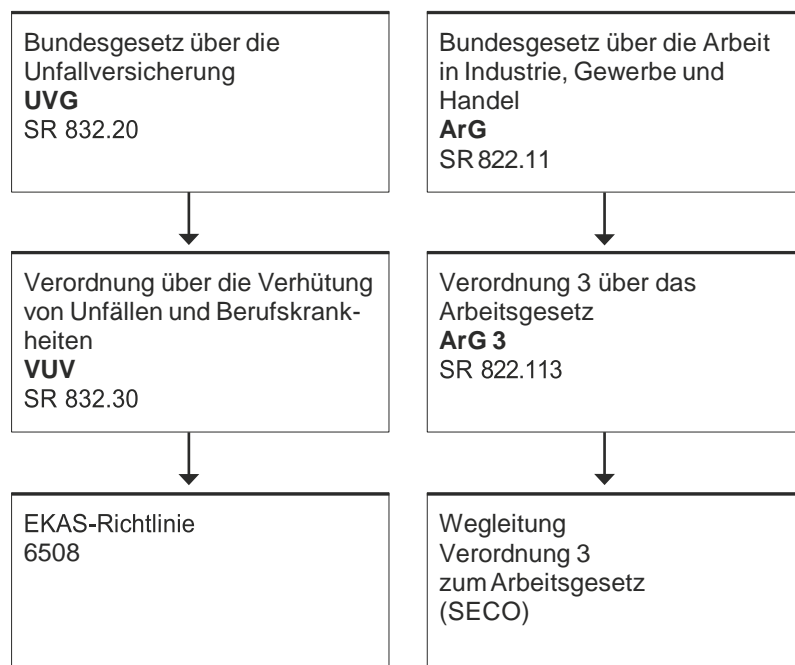 Bundesgesetz über die
Unfallversicherung
UVG
SR 832.20
Bundesgesetz über die Arbeit
in Industrie, Gewerbe und
Handel
ArG
SR 822.11
Verordnung über die Verhütung
von Unfällen und Berufskrank-
heiten
VUV
SR 832.30
Verordnung 3 über das
Arbeitsgesetz
ArG 3
SR 822.113
EKAS-Richtlinie
6508
Wegleitung
Verordnung 3
zum Arbeitsgesetz
(SECO)